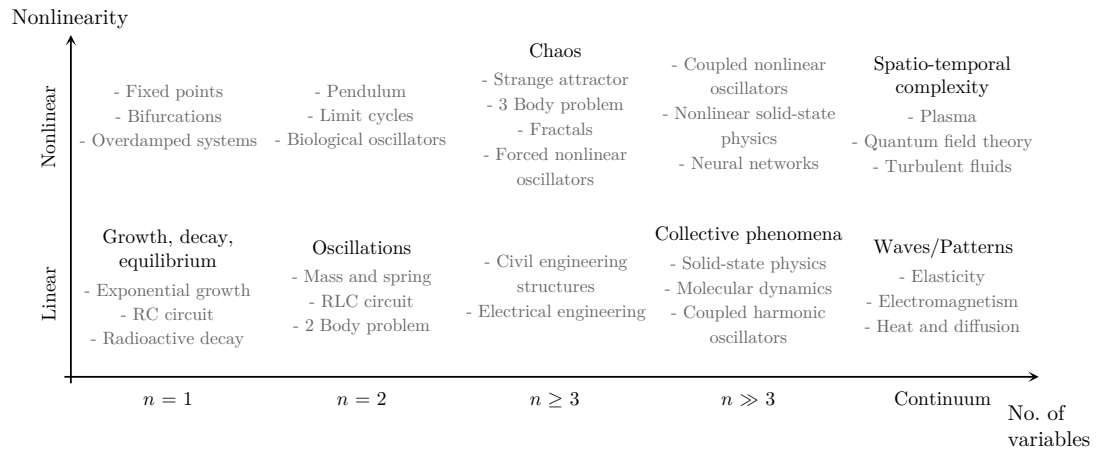 Nonlinearity
Nonlinear
- Fixed points
- Bifurcations
- Overdamped systems
- Pendulum
- Limit cycles
- Biological oscillators
Chaos
- Strange attractor
- 3 Body problem
- Fractals
- Forced nonlinear
oscillators
- Coupled nonlinear
oscillators
- Nonlinear solid-state
physics
- Neural networks
Spatio-temporal
complexity
- Plasma
- Quantum field theory
- Turbulent fluids
Linear
Growth, decay,
equilibrium
- Exponential growth
- RC circuit
- Radioactive decay
Oscillations
- Mass and spring
- RLC circuit
- 2 Body problem
- Civil engineering
structures
- Electrical engineering
Collective phenomena
- Solid-state physics
- Molecular dynamics
- Coupled harmonic
oscillators
Waves/Patterns
- Elasticity
- Electromagnetism
- Heat and diffusion
n = 1
n = 2
n ≥ 3
n ≫ 3
Continuum
No. of
variables